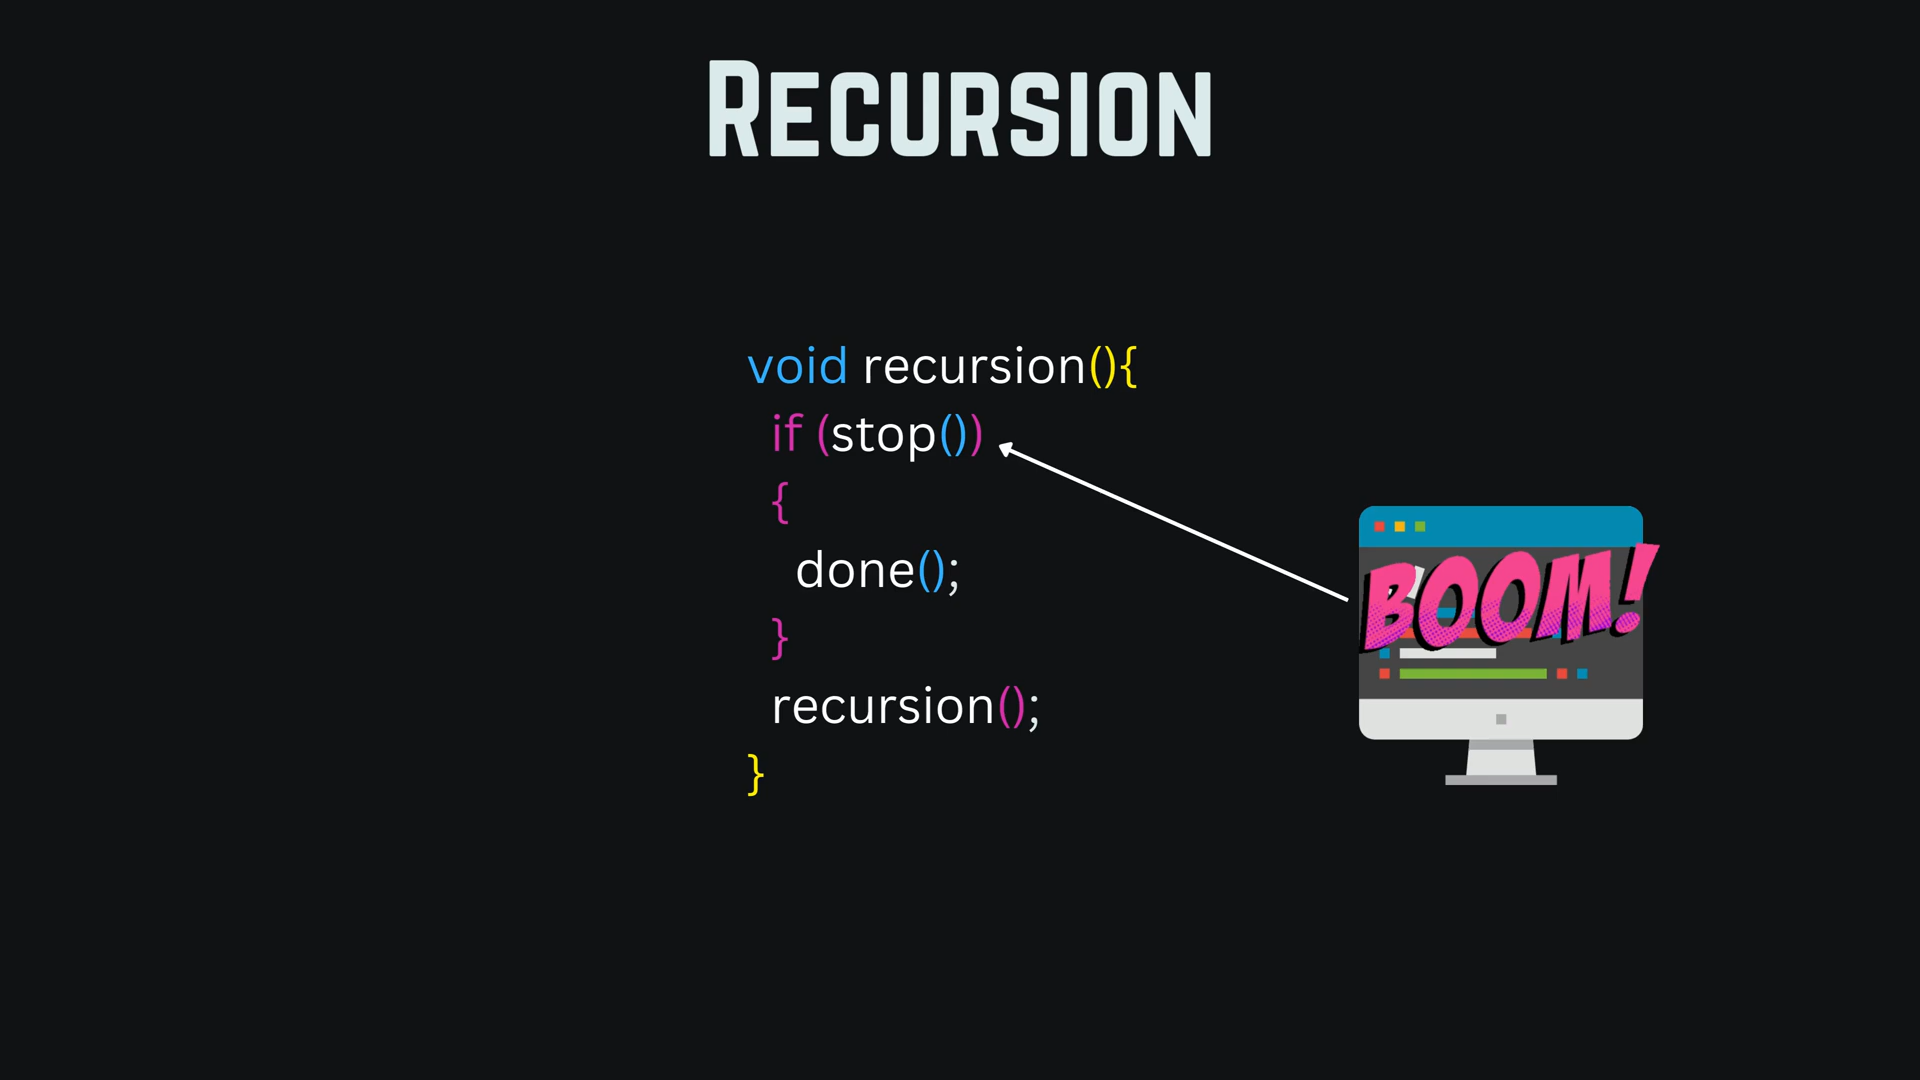 RECURSION
void recursion(){
if (stop())
{
done();
}
recursion();
}
BOOM!